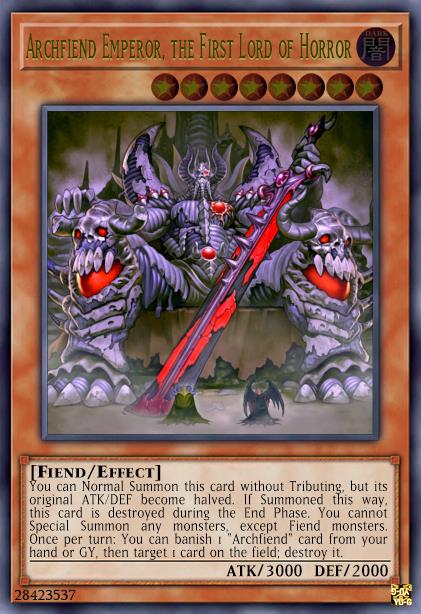 Archfiend Emperor, the First Lord of Horror
DARK
闇
[Fiend/Effect]
You can Normal Summon this card without Tributing, but its
original ATK/DEF become halved. If Summoned this way,
this card is destroyed during the End Phase. You cannot
Special Summon any monsters, except Fiend monsters.
Once per turn: You can banish 1 "Archfiend" card from your
hand or GY, then target 1 card on the field; destroy it.
ATK/3000 DEF/2000
28423537